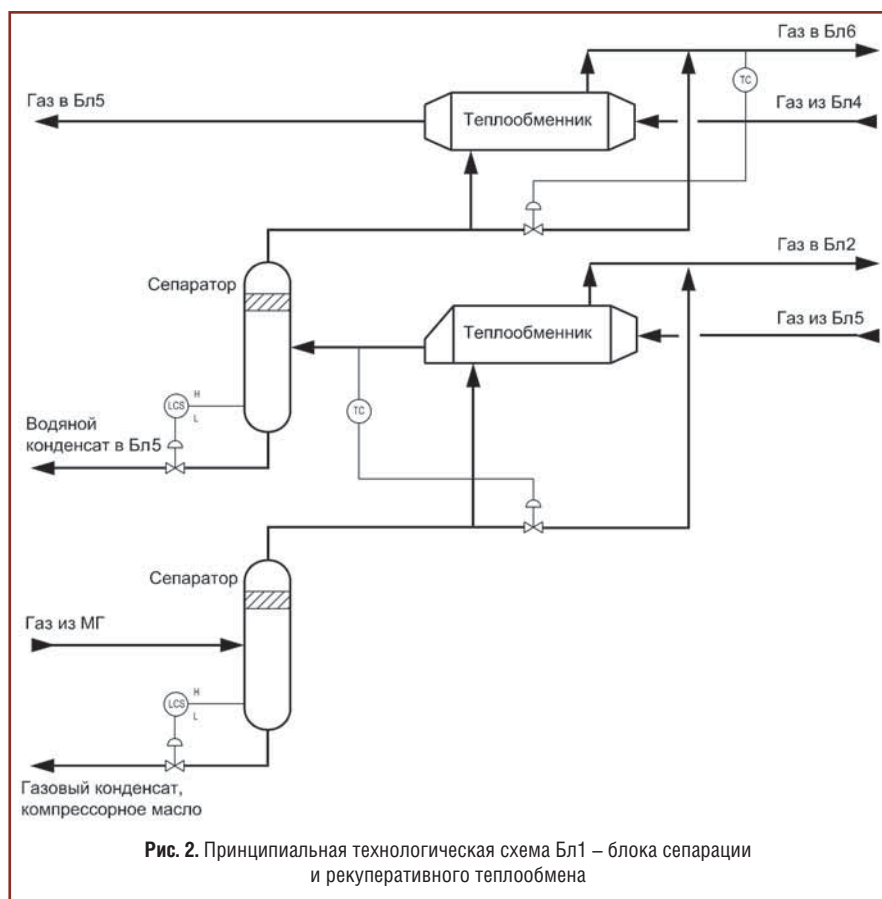 Газ в Бл6
TC
Газ в Бл5
Теплообменник
Газ из Бл4
Газ в Бл2
Сепаратор
Теплообменник
Газ из Бл5
H
LCS
L
TC
Водяной
конденсат в Бл5
Сепаратор
Газ из МГ
H
LCS
L
Газовый конденсат,
компрессорное масло
Рис. 2. Принципиальная технологическая схема Бл1 – блока сепарации
и рекуперативного теплообмена